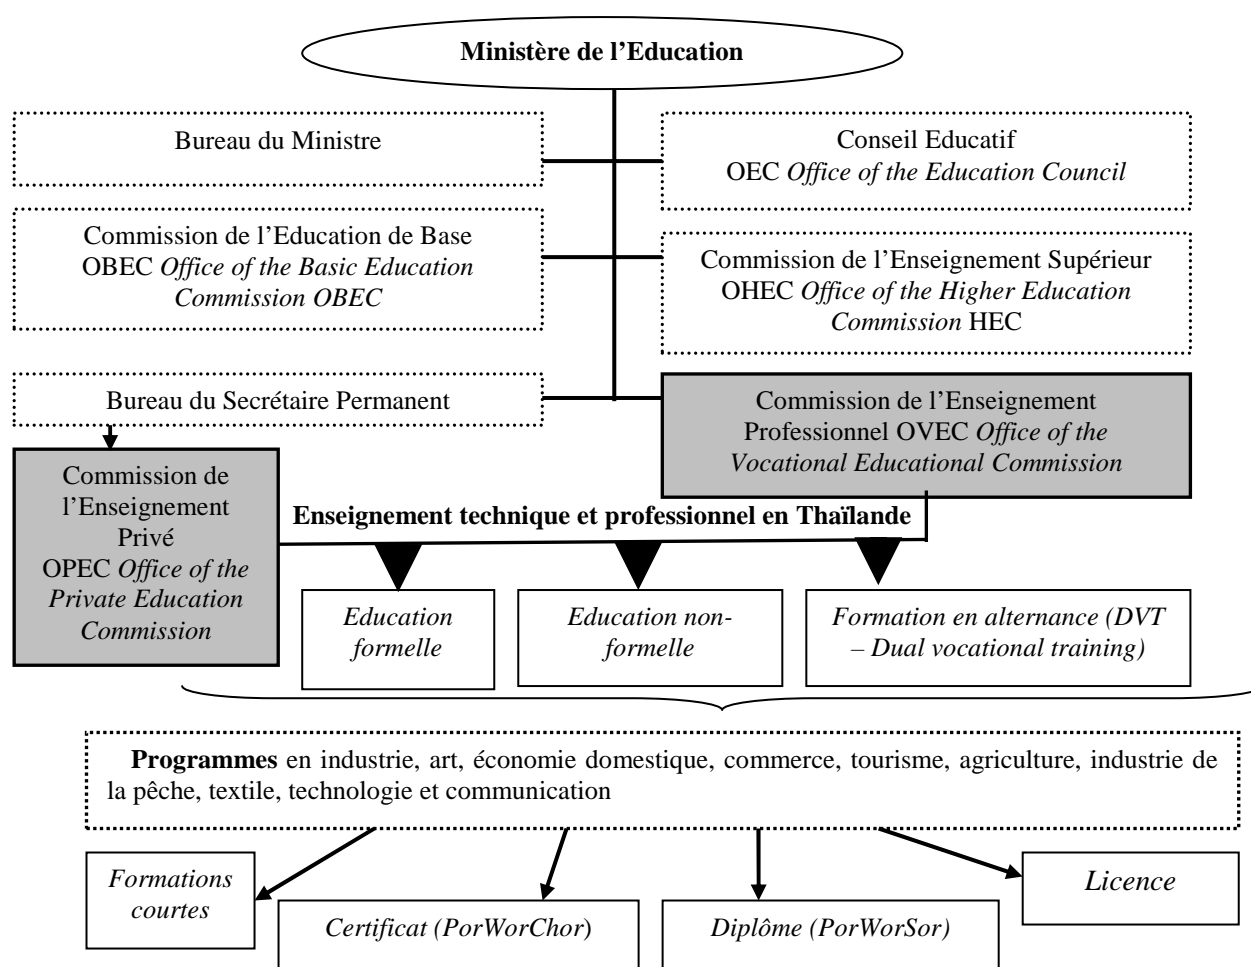 Ministère de l’Education
Bureau du Ministre
Conseil Educatif
OEC Office of the Education Council
Commission de l’Education de Base
OBEC Office of the Basic Education
Commission OBEC
Commission de l’Enseignement Supérieur
OHEC Office of the Higher Education
Commission HEC
Bureau du Secrétaire Permanent
Commission de l’Enseignement
Professionnel OVEC Office of the
Vocational Educational Commission
Commission de
l’Enseignement
Privé
OPEC Office of the
Private Education
Commission
Enseignement technique et professionnel en Thaïlande
Education
formelle
Education non-
formelle
Formation en alternance (DVT
– Dual vocational training)
Programmes en industrie, art, économie domestique, commerce, tourisme, agriculture, industrie de
la pêche, textile, technologie et communication
Formations
courtes
Certificat (PorWorChor)
Diplôme (PorWorSor)
Licence